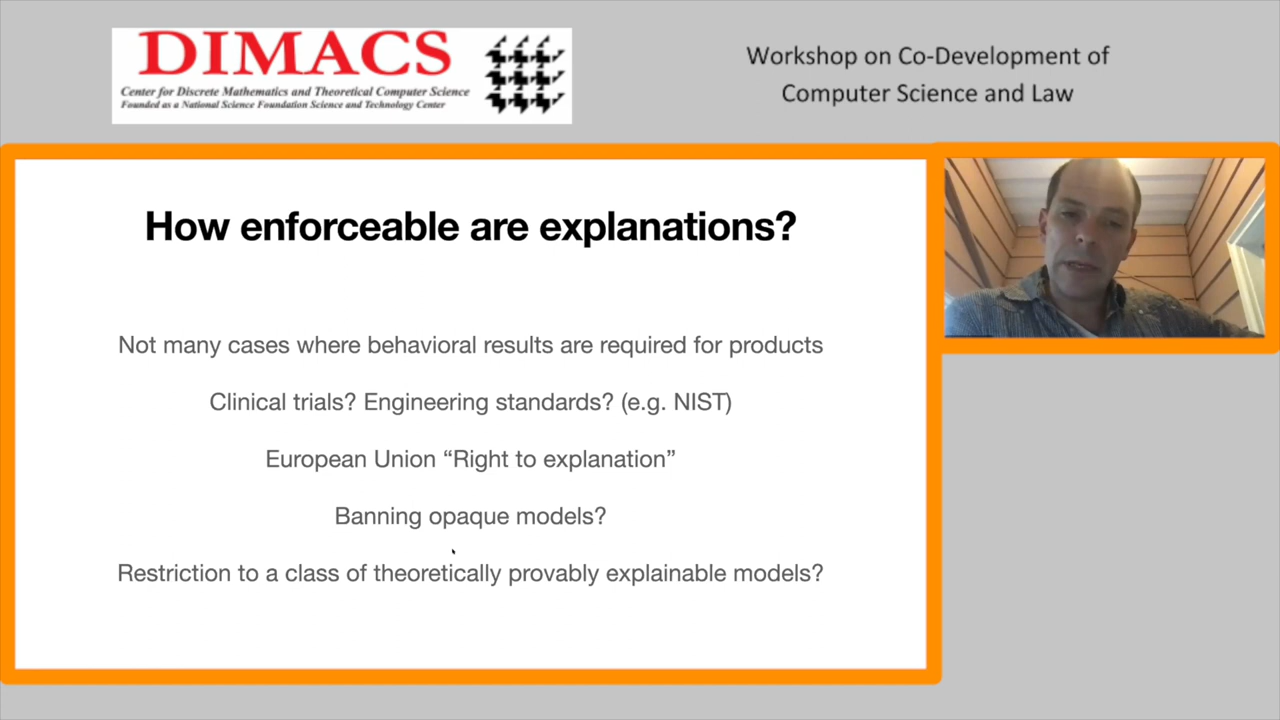 DIMACS
Center for Discrete Mathematics and Theoretical Computer Science
Founded as a National Science Foundation Science and Technology Center
Workshop on Co-Development of
Computer Science and Law
How enforceable are explanations?
Not many cases where behavioral results are required for products
Clinical trials? Engineering standards? (e.g. NIST)
European Union “Right to explanation”
Banning opaque models?
Restriction to a class of theoretically provably explainable models?